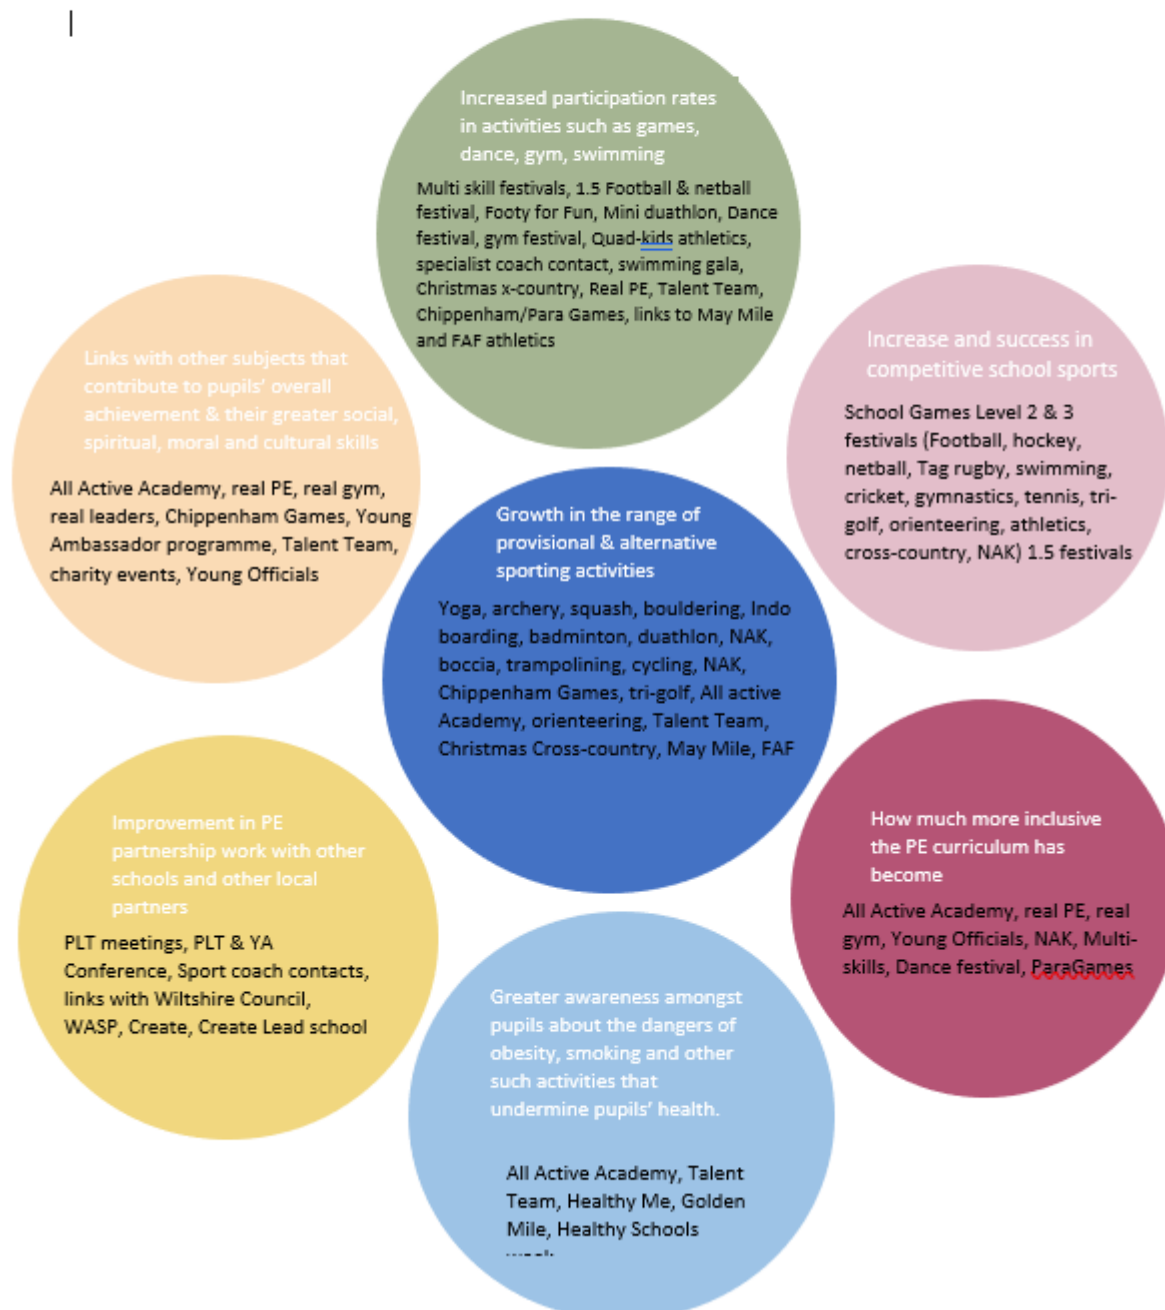 Increased participation rates
in activities such as games,
dance, gym, swimming
Multi skill festivals, 1.5 Football & netball
festival, Footy for Fun, Mini duathlon, Dance
festival, gym festival, Quad-kids athletics,
specialist coach contact, swimming gala,
Christmas x-country, Real PE, Talent Team,
Chippenham/Para Games, links to May Mile
and FAF athletics
Links with other subjects that
contribute to pupils' overall
achievement & their greater social,
spiritual, moral and cultural skills
All Active Academy, real PE, real gym,
real leaders, Chippenham Games, Young
Ambassador programme, Talent Team,
charity events, Young Officials
Increase and success in
competitive school sports
School Games Level 2 & 3
festivals (Football, hockey,
netball, Tag rugby, swimming,
cricket, gymnastics, tennis, tri-
golf, orienteering, athletics,
cross-country, NAK) 1.5 festivals
Growth in the range of
provisional & alternative
sporting activities
Yoga, archery, squash, bouldering, Indo
boarding, badminton, duathlon, NAK,
boccia, trampolining, cycling, NAK,
Chippenham Games, tri-golf, All active
Academy, orienteering, Talent Team,
Christmas Cross-country, May Mile, FAF
Improvement in PE
partnership work with other
schools and other local
partners
PLT meetings, PLT & YA
Conference, Sport coach contacts,
links with Wiltshire Council,
WASP, Create, Create Lead school
How much more inclusive
the PE curriculum has
become
All Active Academy, real PE, real
gym, Young Officials, NAK, Multi-
skills, Dance festival, ParaGames
Greater awareness amongst
pupils about the dangers of
obesity, smoking and other
such activities that
undermine pupils' health.
All Active Academy, Talent
Team, Healthy Me, Golden
Mile, Healthy Schools